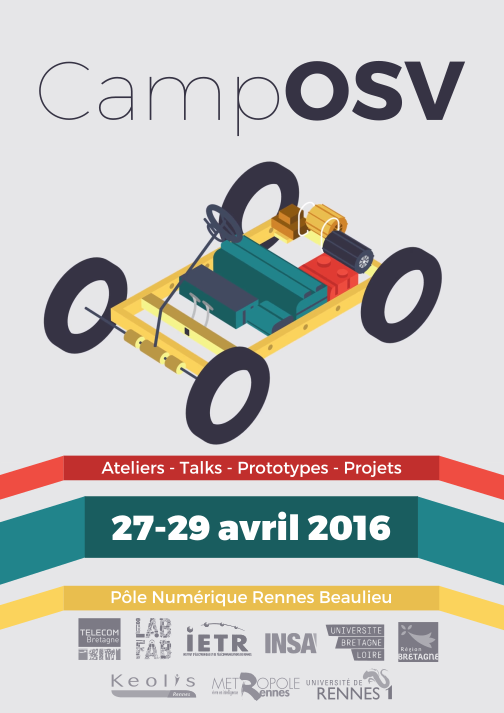 CampOSV
Ateliers - Talks - Prototypes - Projets
27-29 avril 2016
Pôle Numérique Rennes Beaulieu
TELECOM
Bretagne
LAB
FAB
IETR
INSA
UNIVERSITE
BRETAGNE
LOIRE
Région
BRETAGNE
Keolis
Rennes
METROPOLE
Rennes
UNIVERSITÉ DE
RENNES 1